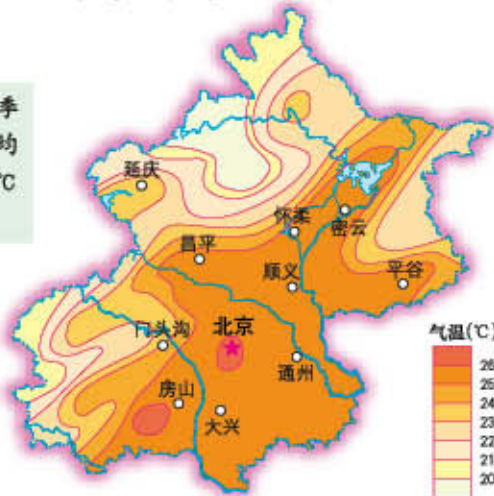 季
均
℃
延庆
怀柔
密云
昌平
顺义
平谷
门头沟
北京
通州
房山
大兴
气温(℃)
26
25
24
23
22
21
20